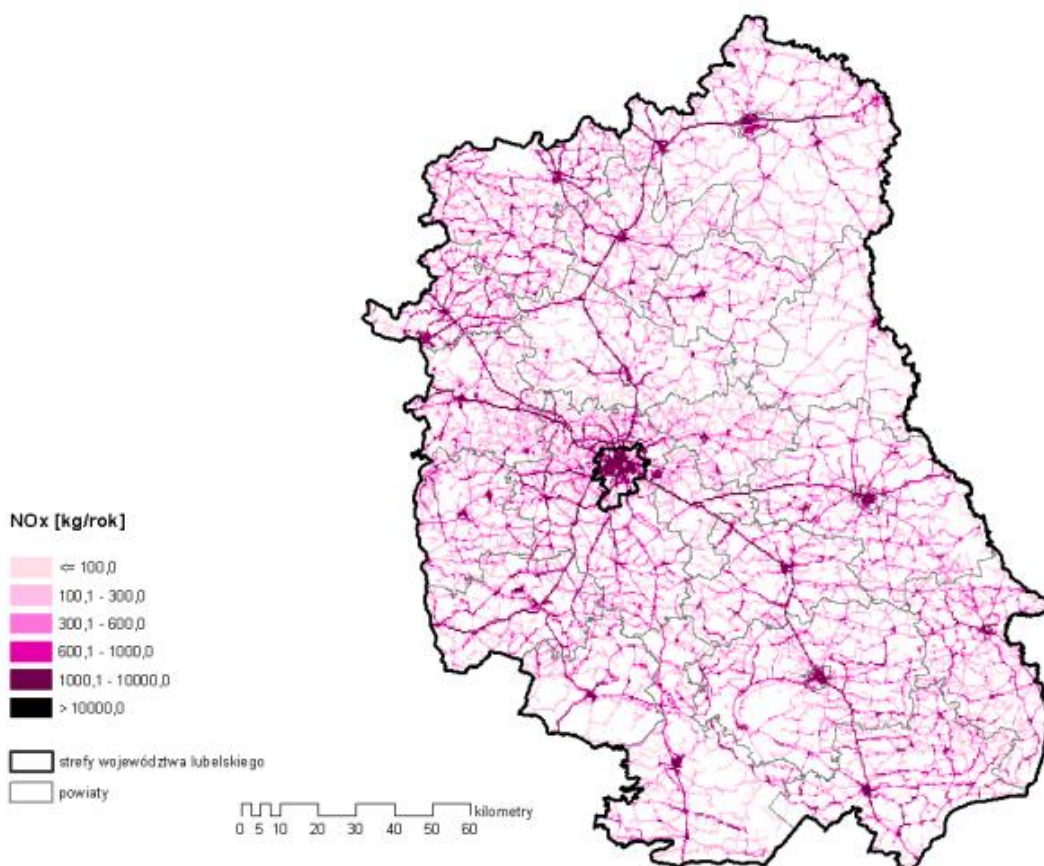 NOx [kg/rok]
<= 100,0
100,1 - 300,0
300,1 - 600,0
600,1 - 1000,0
1000,1 - 10000,0
> 10000,0
strefy województwa lubelskiego
powiaty
kilometry
0 5 10 20 30 40 50 60